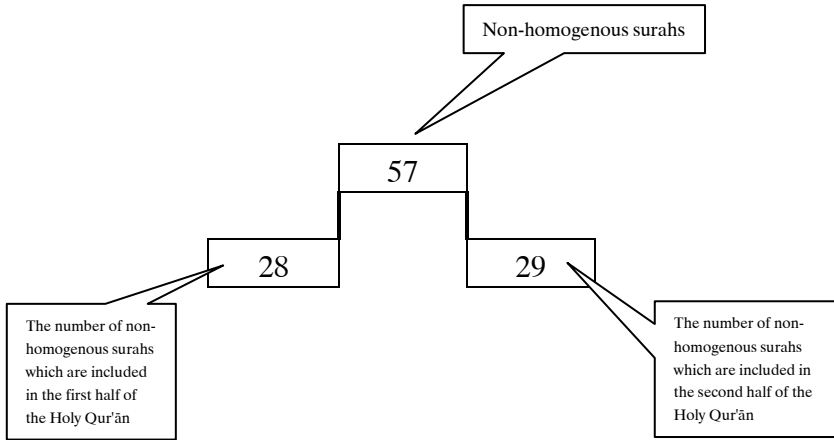 Non-homogenous surahs
57
28
29
The number of non-
homogenous surahs
which are included
in the first half of
the Holy Qur'ān
The number of non-
homogenous surahs
which are included in
the second half of the
Holy Qur'ān